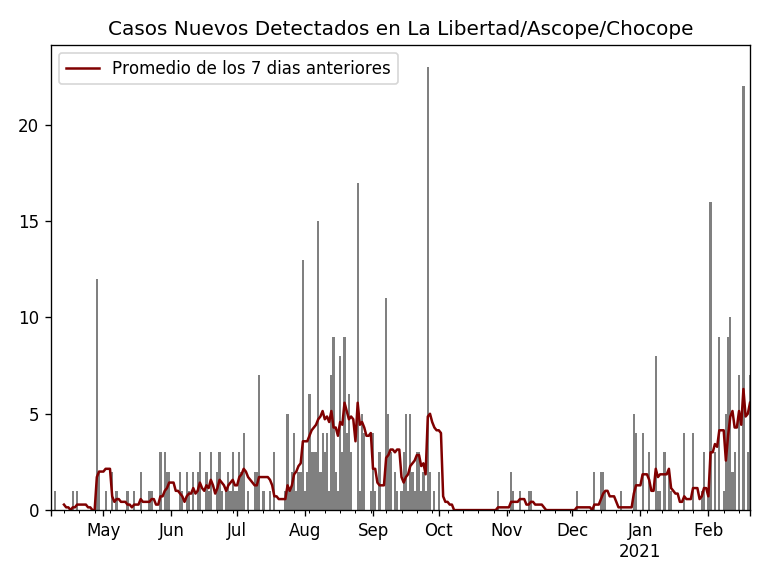 Casos Nuevos Detectados en La Libertad/Ascope/Chocope
Promedio de los 7 dias anteriores
20
15
10
5
0
May Jun Jul Aug Sep Oct Nov Dec Jan Feb
2021